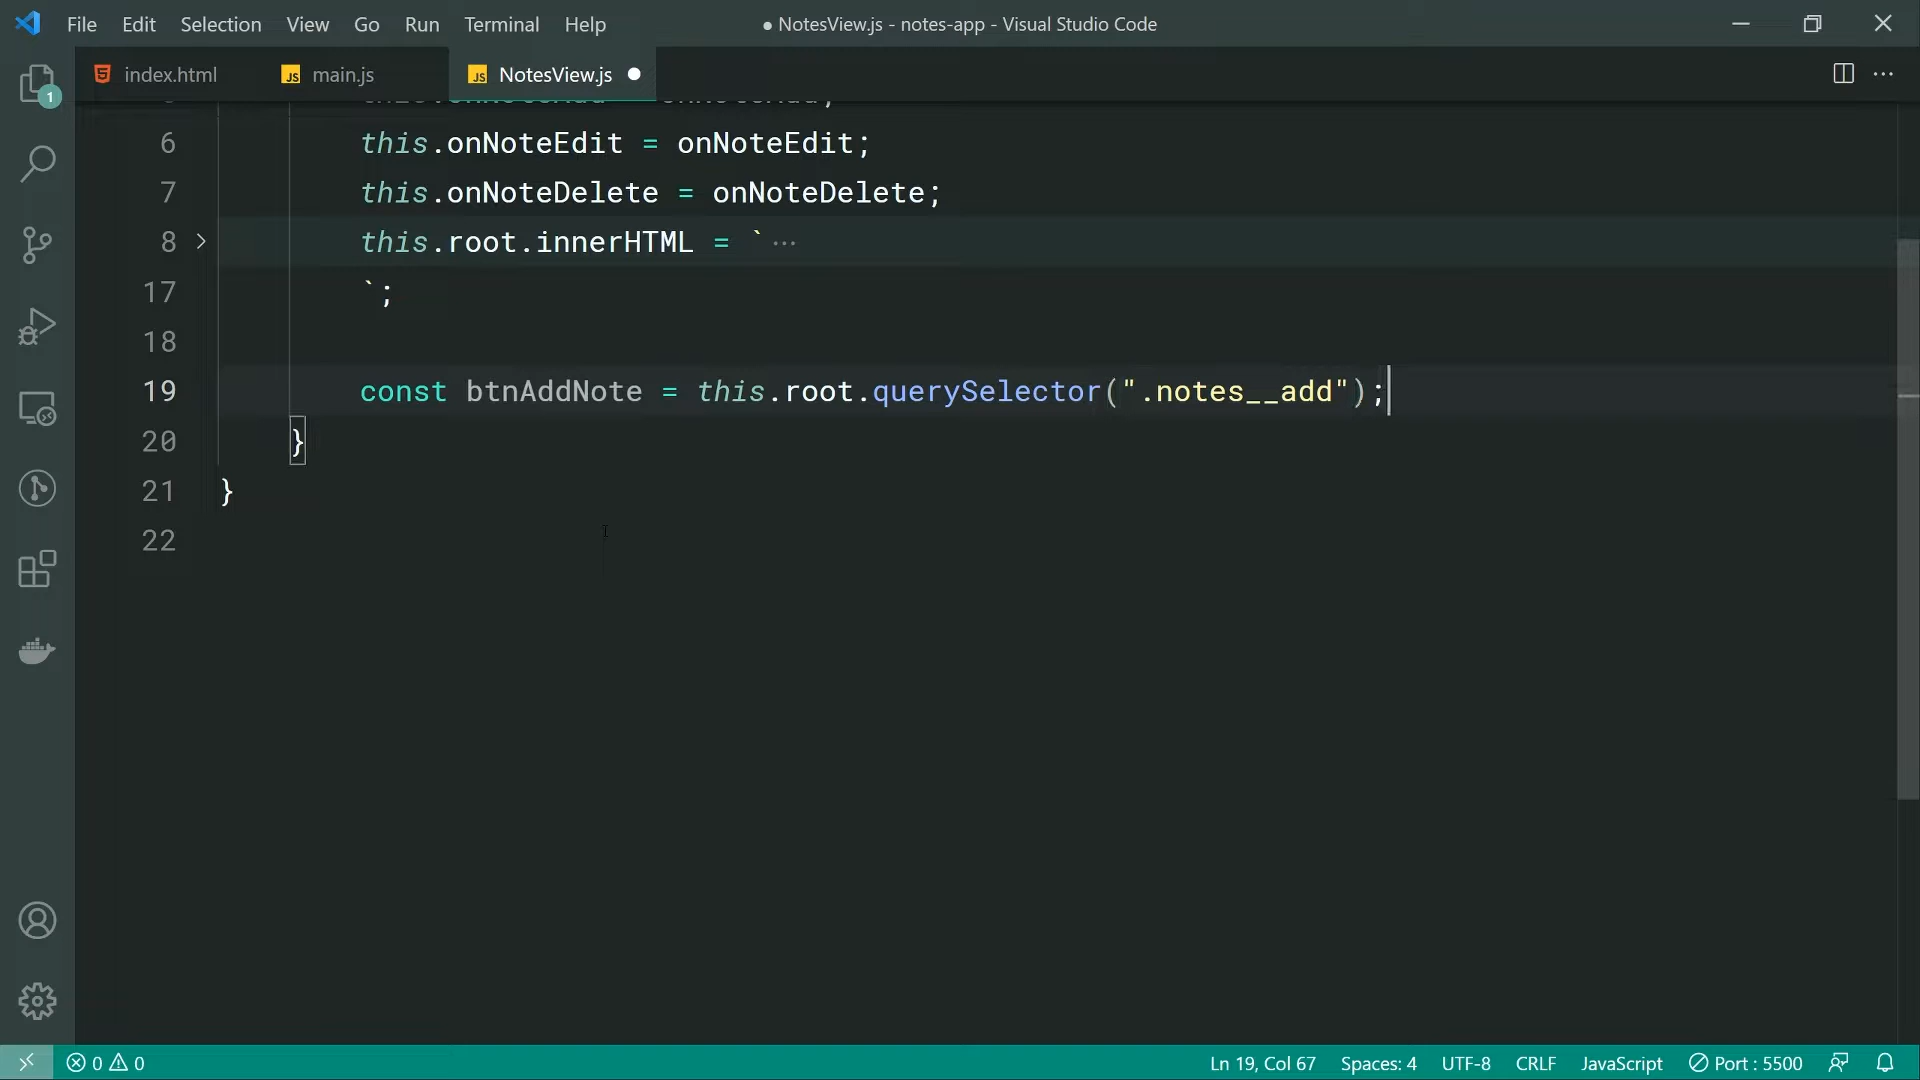 File Edit Selection View Go Run Terminal Help ● NotesView.js - notes-app - Visual Studio Code
index.html JS main.js JS NotesView.js
1
6 this.onNoteEdit = onNoteEdit;
7 this.onNoteDelete = onNoteDelete;
8 this.root.innerHTML = `···
17 `;
18
19 const btnAddNote = this.root.querySelector(".notes__add");
20 }
21 }
22
0 0 Ln 19, Col 67 Spaces: 4 UTF-8 CRLF JavaScript Port : 5500